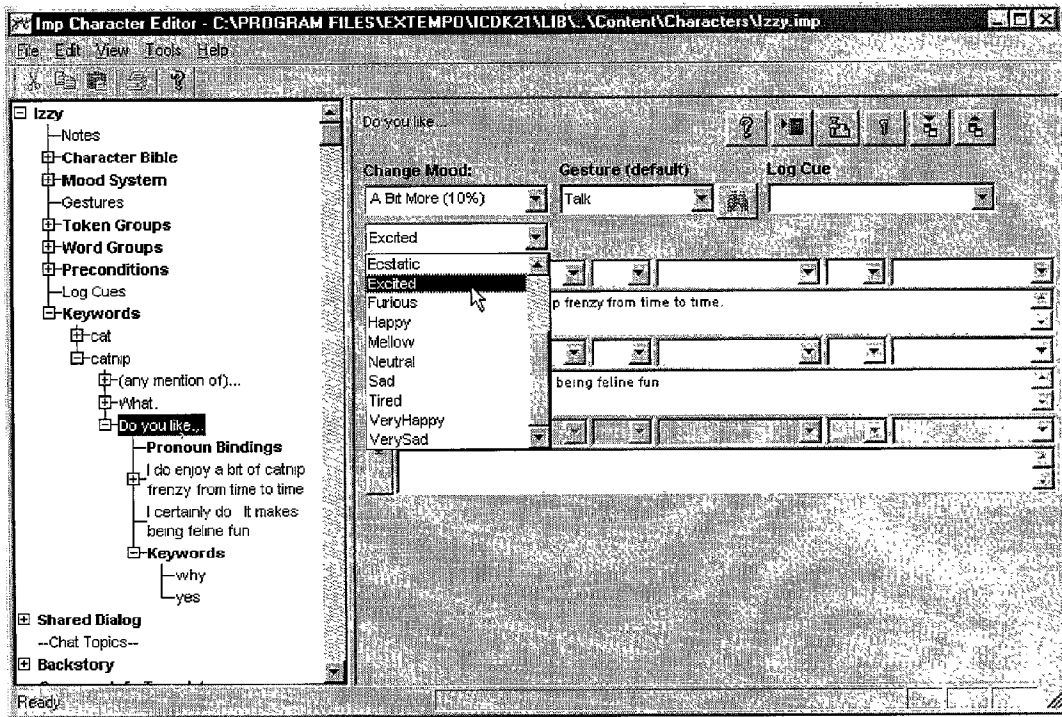 Imp Character Editor - C:\PROGRAM FILES\EXTEMPO\ICDK21\LIB\..\Content\Characters\Izzy.imp
File Edit View Tools Help
Izzy
Notes
Character Bible
Mood System
Gestures
Token Groups
Word Groups
Preconditions
Log Cues
Keywords
cat
catnip
(any mention of)...
What.
Do you like...
Pronoun Bindings
I do enjoy a bit of catnip
frenzy from time to time
I certainly do It makes
being feline fun
Keywords
why
yes
Shared Dialog
--Chat Topics--
Backstory
Do you like...
Change Mood: Gesture (default) Log Cue
A Bit More (10%) Talk
Excited
Ecstatic
Excited
Furious
Happy
Mellow
Neutral
Sad
Tired
VeryHappy
VerySad
p frenzy from time to time.
being feline fun
Ready